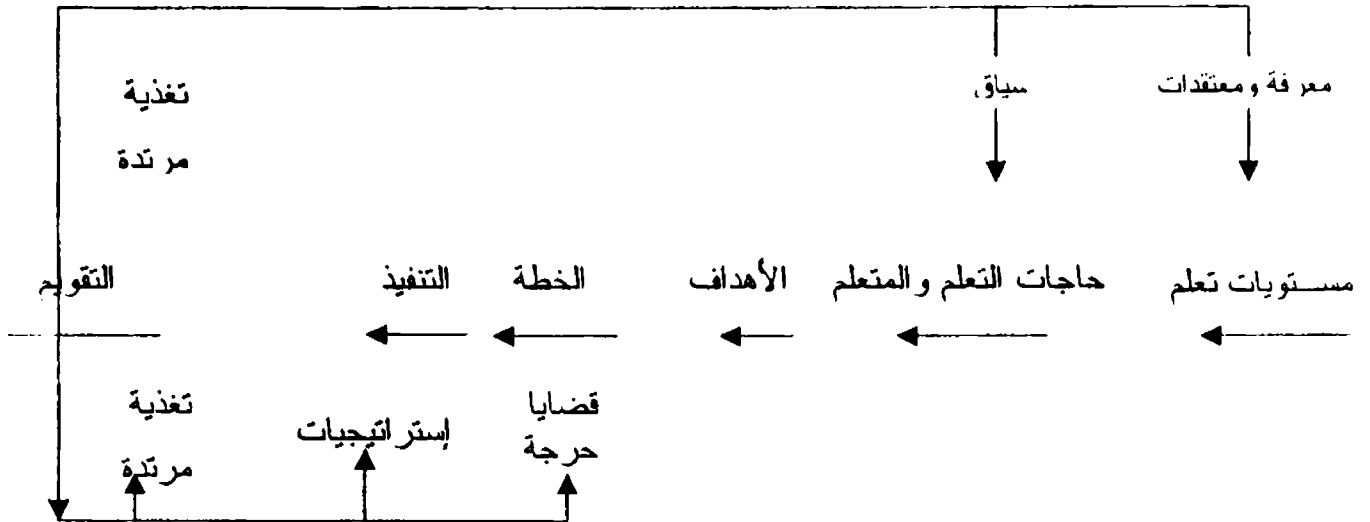 معرفة ومعتقدات
سياق
تغذية
مرتدة
مستويات تعلم
حاجات التعلم والمتعلم
الأهداف
الخطة
التنفيذ
التقويم
قضايا
حرجة
إستراتيجيات
تغذية
مرتدة